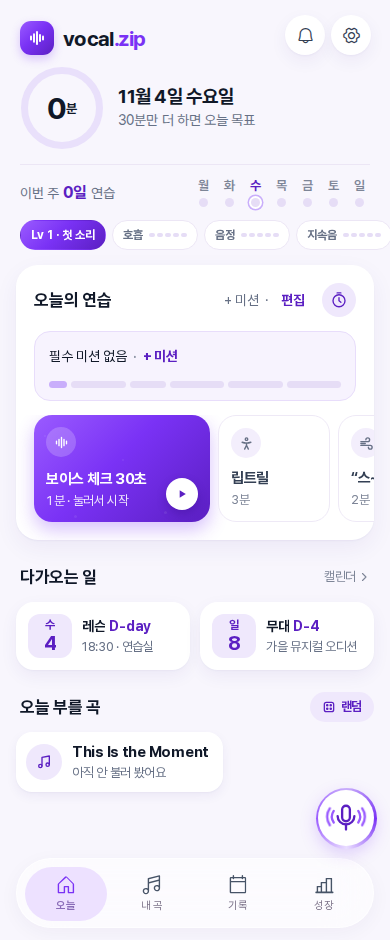 vocal.zip
0분
11월 4일 수요일
30분만 더 하면 오늘 목표
이번 주 0일 연습
월 화 수 목 금 토 일
Lv 1 · 첫 소리
호흡
음정
지속음
오늘의 연습
+ 미션 · 편집
필수 미션 없음 · + 미션
보이스 체크 30초
1분 · 눌러서 시작
립트릴
3분
“스-
2분
다가오는 일
캘린더
수
4
레슨 D-day
18:30 · 연습실
일
8
무대 D-4
가을 뮤지컬 오디션
오늘 부를 곡
랜덤
This Is the Moment
아직 안 불러 봤어요
오늘
내 곡
기록
성장